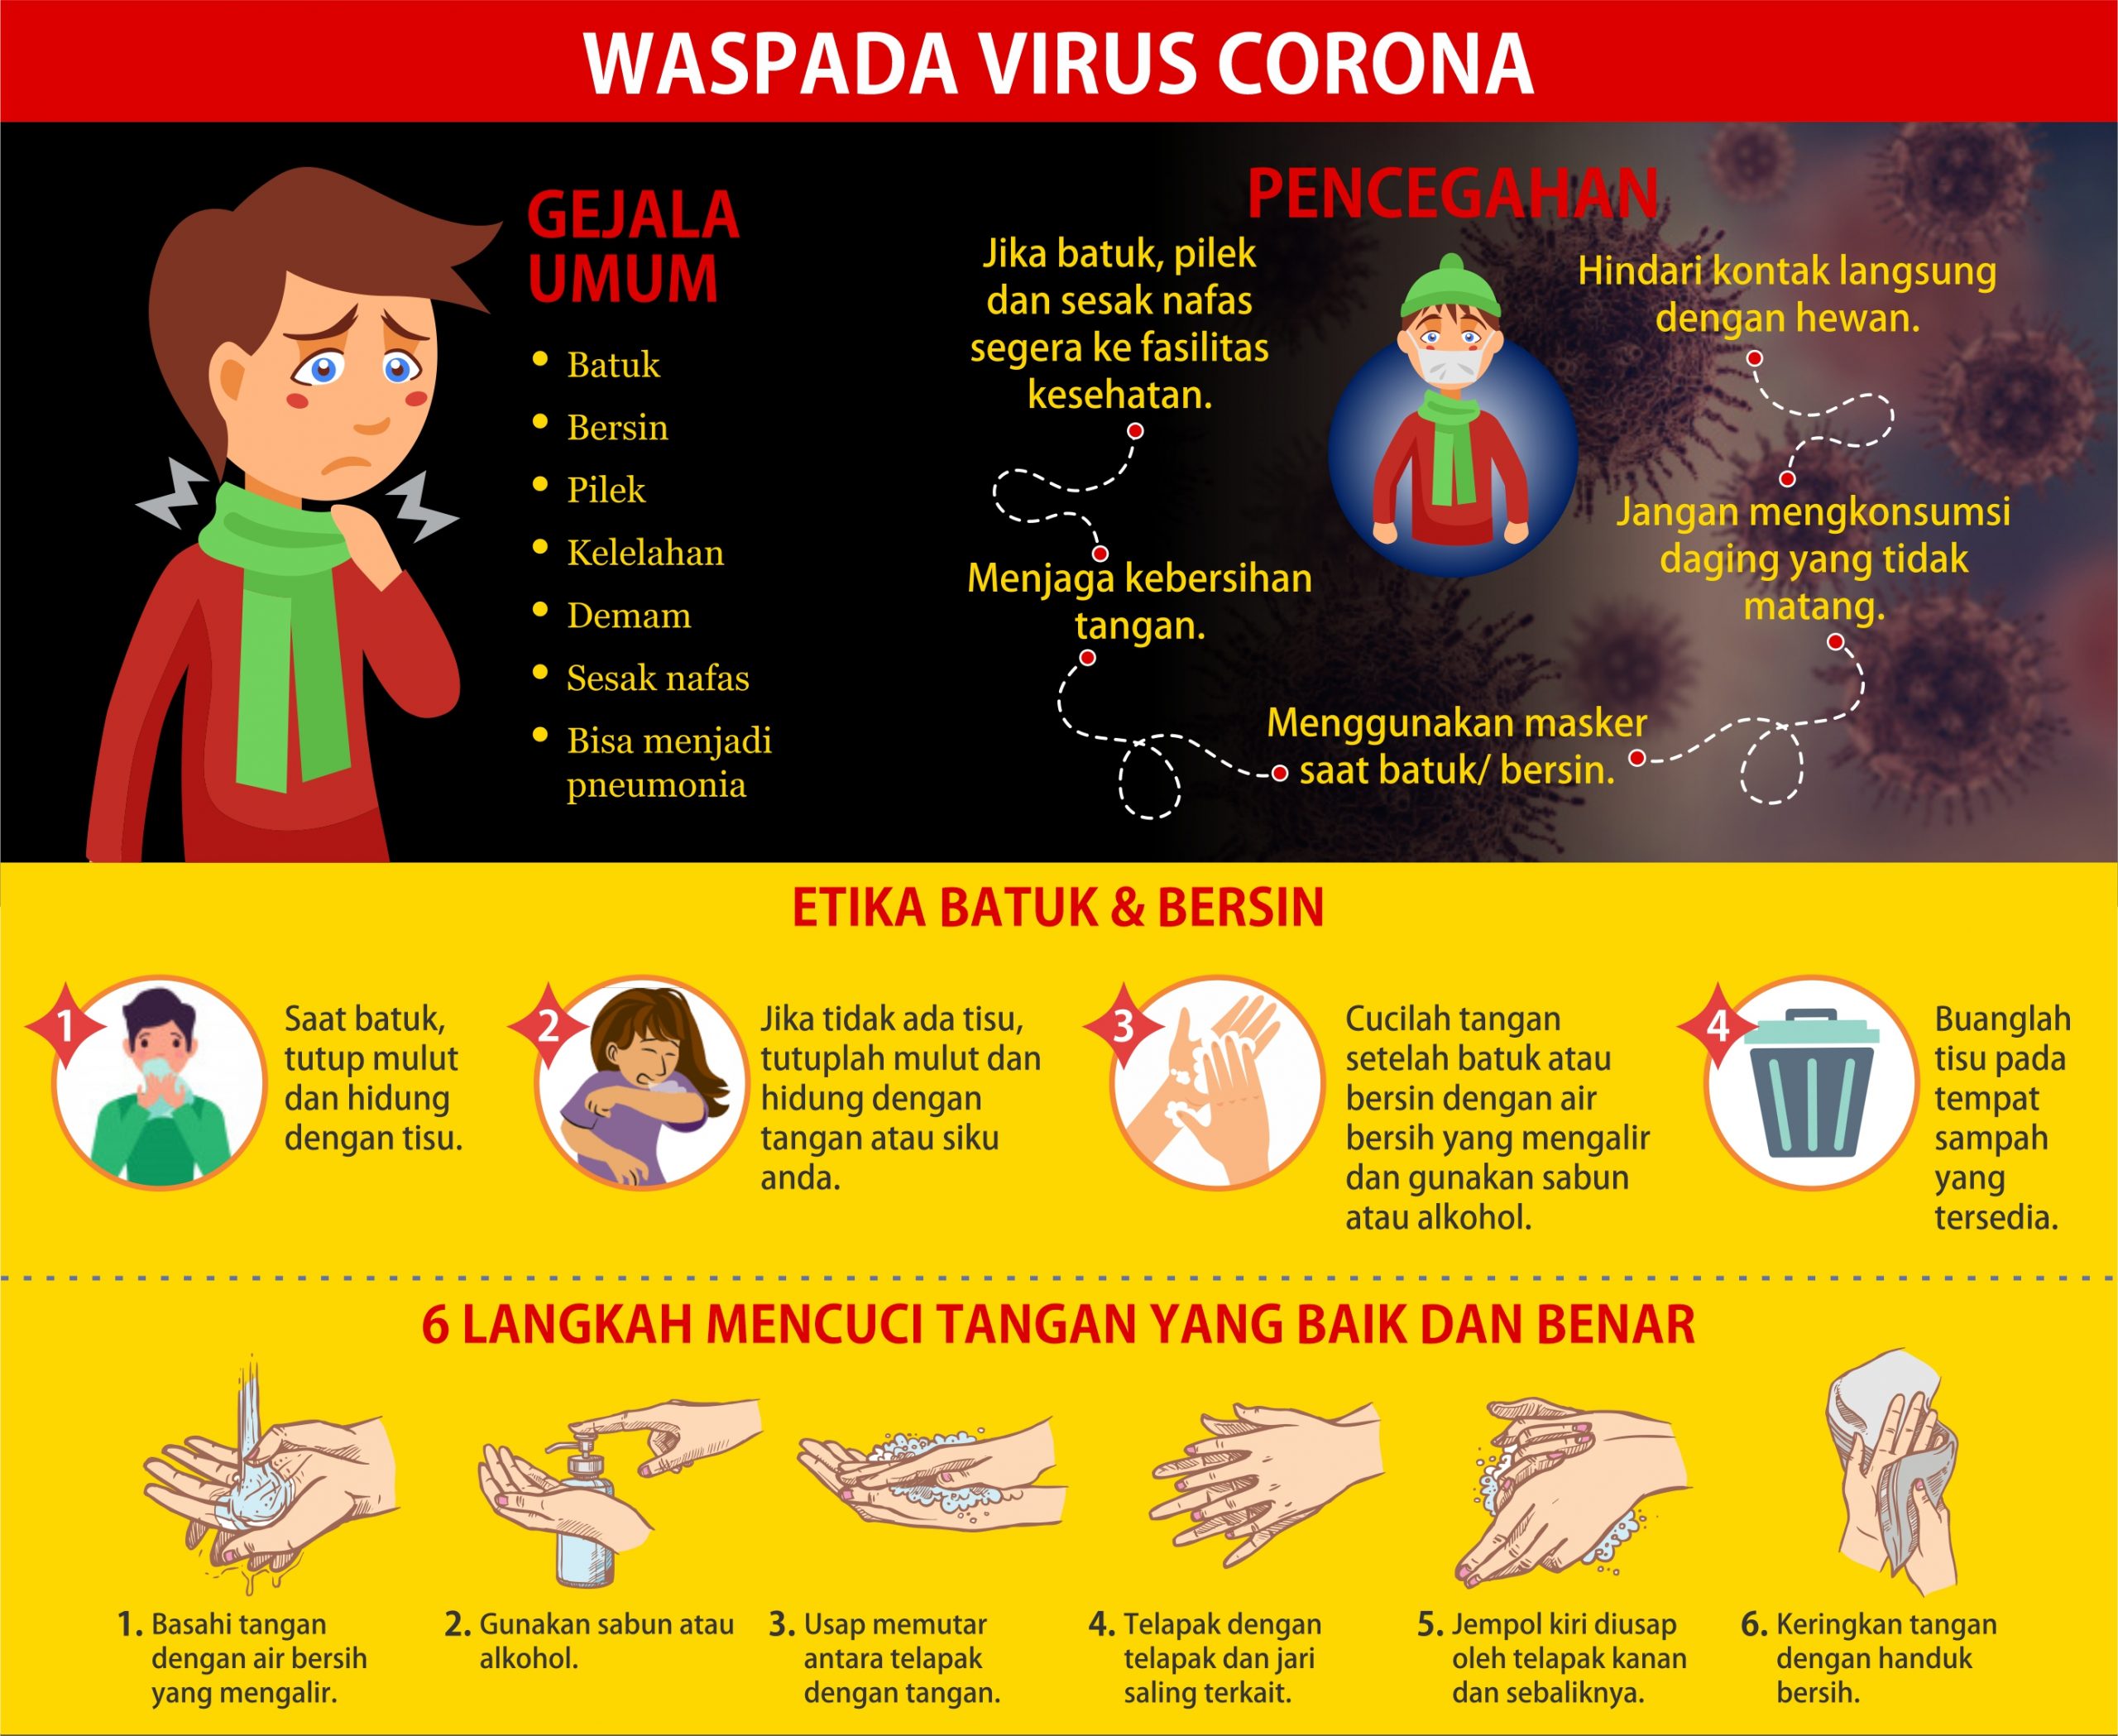 WASPADA VIRUS CORONA
GEJALA
UMUM
Batuk
Bersin
Pilek
Kelelahan
Demam
Sesak nafas
Bisa menjadi
pneumonia
PENCEGAHAN
Jika batuk, pilek
dan sesak nafas
segera ke fasilitas
kesehatan.
Menjaga kebersihan
tangan.
Menggunakan masker
saat batuk/ bersin.
Hindari kontak langsung
dengan hewan.
Jangan mengkonsumsi
daging yang tidak
matang.
ETIKA BATUK & BERSIN
1
Saat batuk,
tutup mulut
dan hidung
dengan tisu.
2
Jika tidak ada tisu,
tutuplah mulut dan
hidung dengan
tangan atau siku
anda.
3
Cucilah tangan
setelah batuk atau
bersin dengan air
bersih yang mengalir
dan gunakan sabun
atau alkohol.
4
Buanglah
tisu pada
tempat
sampah
yang
tersedia.
6 LANGKAH MENCUCI TANGAN YANG BAIK DAN BENAR
1. Basahi tangan
dengan air bersih
yang mengalir.
2. Gunakan sabun atau
alkohol.
3. Usap memutar
antara telapak
dengan tangan.
4. Telapak dengan
telapak dan jari
saling terkait.
5. Jempol kiri diusap
oleh telapak kanan
dan sebaliknya.
6. Keringkan tangan
dengan handuk
bersih.